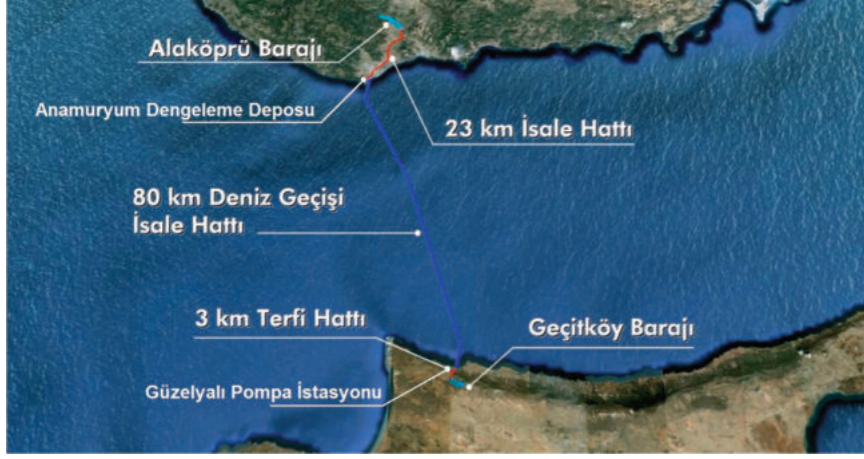 Alaköprü Barajı
Anamuryum Dengeleme Deposu
23 km İsale Hattı
80 km Deniz Geçişi
İsale Hattı
3 km Terfi Hattı
Geçitköy Barajı
Güzelyalı Pompa İstasyonu